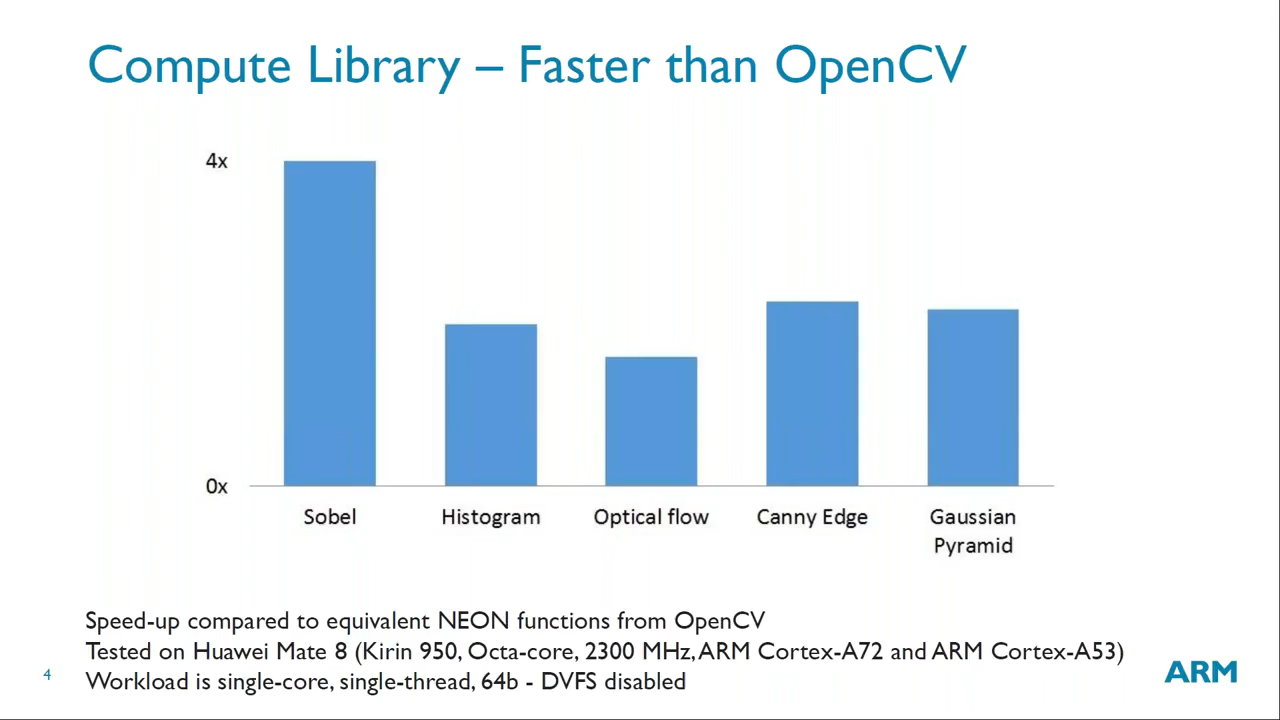 Compute Library – Faster than OpenCV
4x
0x
Sobel
Histogram
Optical flow
Canny Edge
Gaussian
Pyramid
Speed-up compared to equivalent NEON functions from OpenCV
Tested on Huawei Mate 8 (Kirin 950, Octa-core, 2300 MHz, ARM Cortex-A72 and ARM Cortex-A53)
Workload is single-core, single-thread, 64b - DVFS disabled
4
ARM